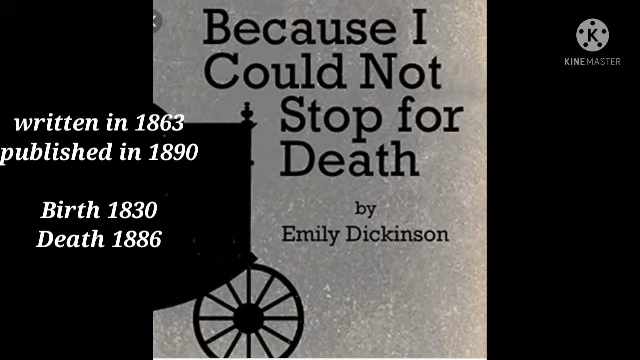 Because I
Could Not
Stop for
Death
by
Emily Dickinson
written in 1863
published in 1890
Birth 1830
Death 1886
K
KINEMASTER